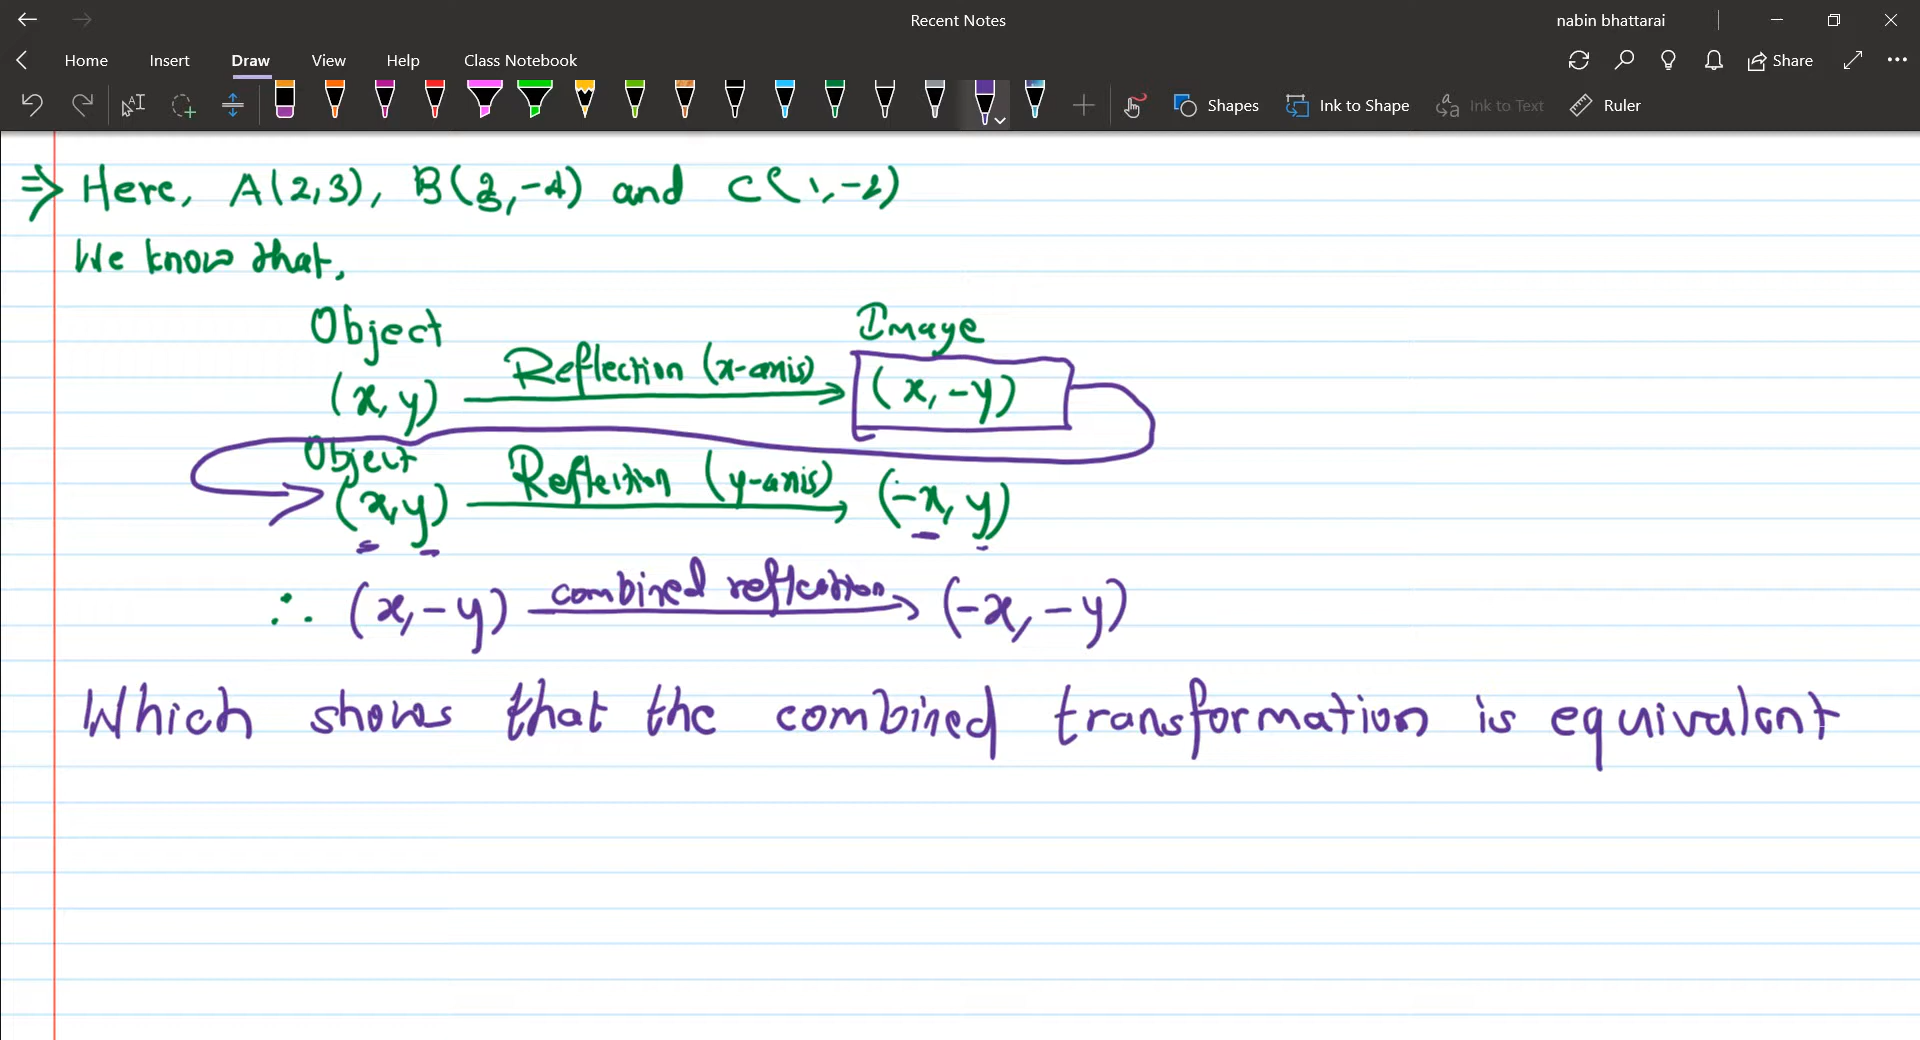 Recent Notes
nabin bhattarai
Home Insert Draw View Help Class Notebook
Share
Shapes Ink to Shape Ink to Text Ruler
⇒ Here, A(2,3), B(3,-4) and C(1,-2)
We know that,
Object Image
(x, y) Reflection (x-axis) (x, -y)
Object
(x,y) Reflection (y-axis) (-x, y)
∴ (x, -y) combined reflection (-x, -y)
Which shows that the combined transformation is equivalent